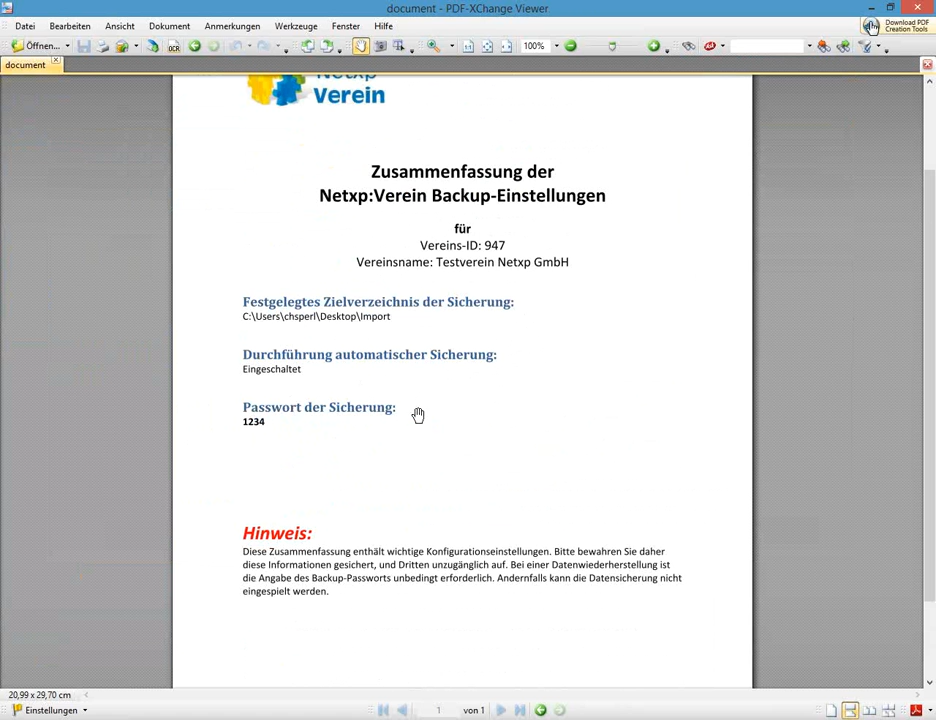 document - PDF-XChange Viewer
Datei Bearbeiten Ansicht Dokument Anmerkungen Werkzeuge Fenster Hilfe
Download PDF
Creation Tools
Öffnen... OCR 100%
document
Netxp
Verein
Zusammenfassung der
Netxp:Verein Backup-Einstellungen
für
Vereins-ID: 947
Vereinsname: Testverein Netxp GmbH
Festgelegtes Zielverzeichnis der Sicherung:
C:\Users\chsperl\Desktop\Import
Durchführung automatischer Sicherung:
Eingeschaltet
Passwort der Sicherung:
1234
Hinweis:
Diese Zusammenfassung enthält wichtige Konfigurationseinstellungen. Bitte bewahren Sie daher
diese Informationen gesichert, und Dritten unzugänglich auf. Bei einer Datenwiederherstellung ist
die Angabe des Backup-Passworts unbedingt erforderlich. Andernfalls kann die Datensicherung nicht
eingespielt werden.
20,99 x 29,70 cm
Einstellungen 1 von 1